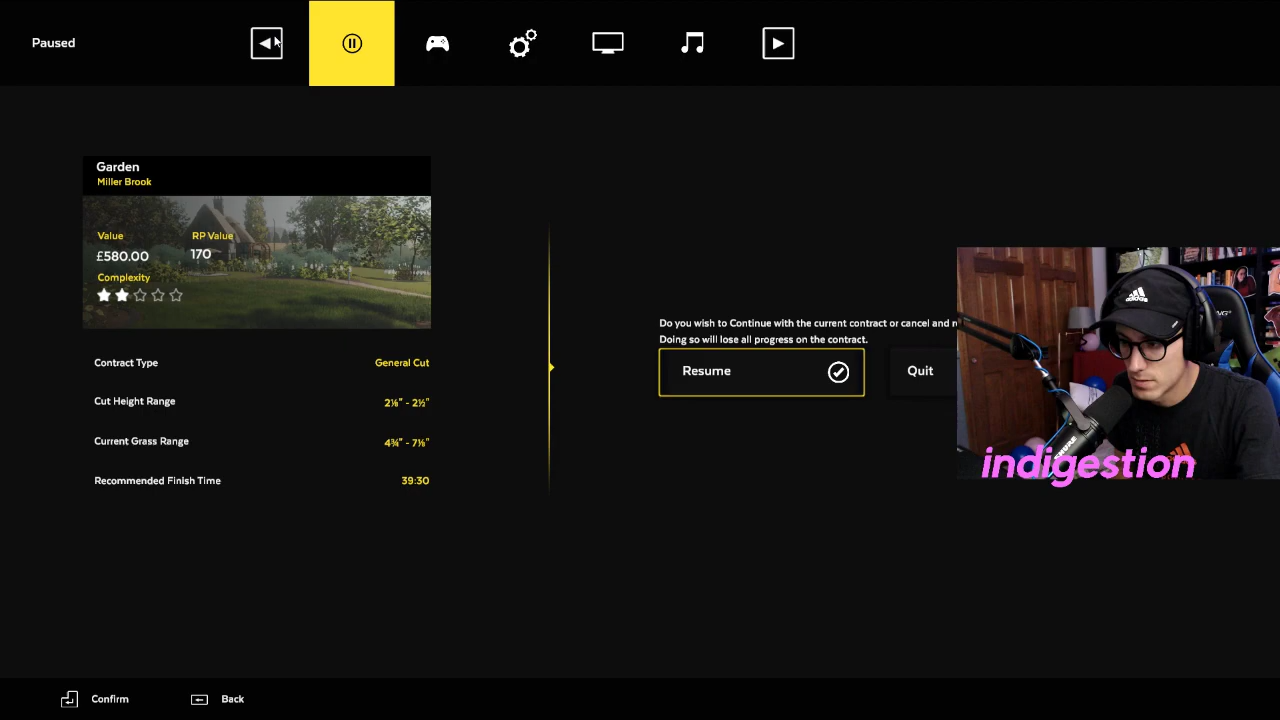 Paused
Garden
Miller Brook
Value
RP Value
£580.00
170
Complexity
Contract Type
General Cut
Cut Height Range
2⅛" - 2½"
Current Grass Range
4¾" - 7⅛"
Recommended Finish Time
39:30
Do you wish to Continue with the current contract or cancel and
Doing so will lose all progress on the contract.
Resume
Quit
adidas
SHURE
indigestion
Confirm
Back